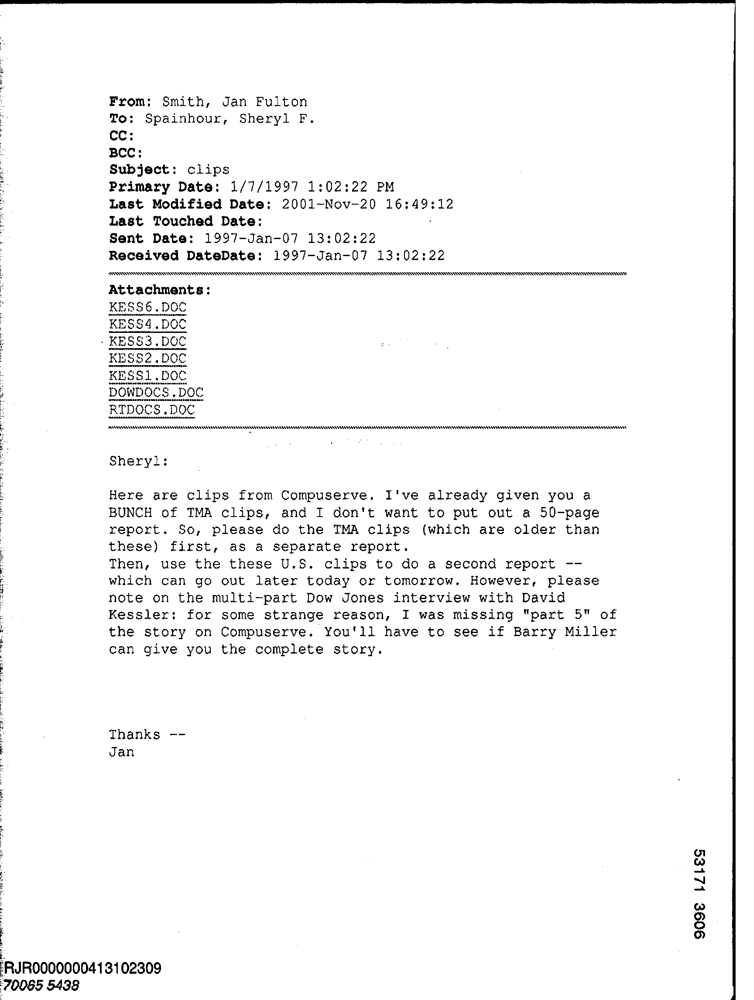 From: Smith, Jan Fulton
To: Spainhour, Sheryl F.
CC:
BCC:
Subject: clips
Primary Date: 1/7/1997 1:02:22 PM
Last Modified Date: 2001-Nov-20 16:49:12
Last Touched Date:
Sent Date: 1997-Jan-07 13:02:22
Received DateDate: 1997-Jan-07 13:02:22
Attachments:
KESS6.DOC
KESS4.DOC
KESS3.DOC
KESS2.DOC
KESS1.DOC
DOWDOCS.DOC
RTDOCS.DOC
Sheryl:
Here are clips from Compuserve. I've already given you a
BUNCH of TMA clips, and I don't want to put out a 50-page
report. So, please do the TMA clips (which are older than
these) first, as a separate report.
Then, use the these U.S. clips to do a second report --
which can go out later today or tomorrow. However, please
note on the multi-part Dow Jones interview with David
Kessler: for some strange reason, I was missing "part 5" of
the story on Compuserve. You'll have to see if Barry Miller
can give you the complete story.
Thanks --
Jan
53171 3606
RJR0000000413102309
70065 5438